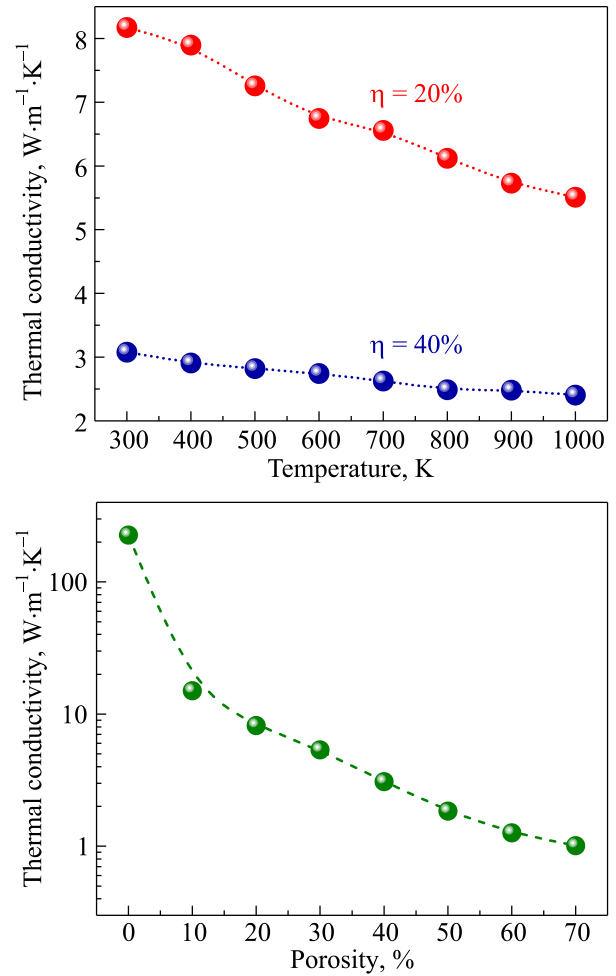 Thermal conductivity, W·m⁻¹·K⁻¹
8
7
6
5
4
3
2
η = 20%
η = 40%
300 400 500 600 700 800 900 1000
Temperature, K
Thermal conductivity, W·m⁻¹·K⁻¹
100
10
1
0 10 20 30 40 50 60 70
Porosity, %